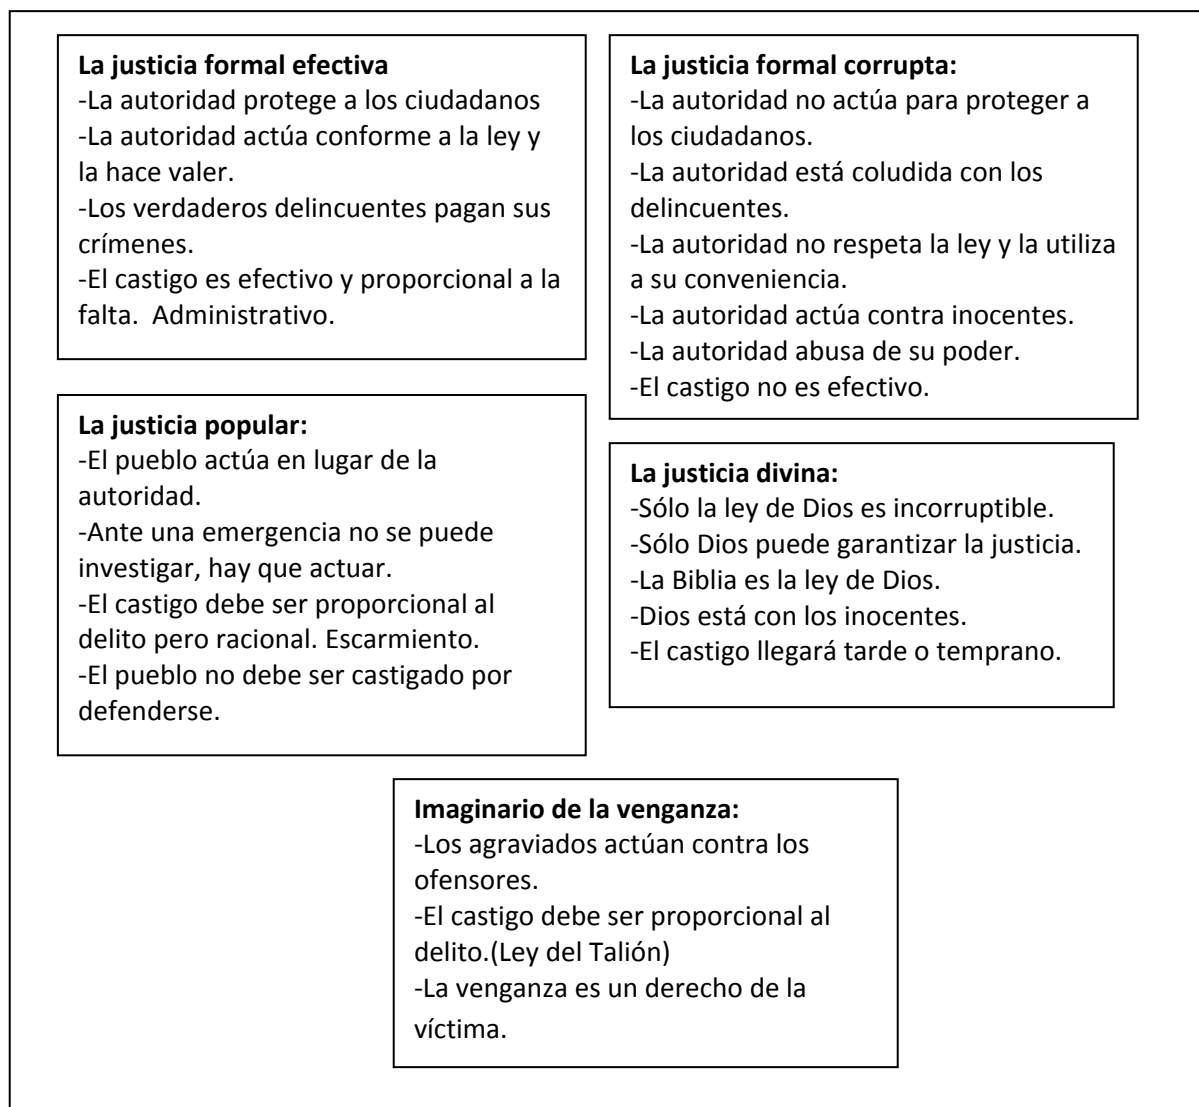 La justicia formal efectiva
-La autoridad protege a los ciudadanos
-La autoridad actúa conforme a la ley y
la hace valer.
-Los verdaderos delincuentes pagan sus
crímenes.
-El castigo es efectivo y proporcional a la
falta.  Administrativo.
La justicia formal corrupta:
-La autoridad no actúa para proteger a
los ciudadanos.
-La autoridad está coludida con los
delincuentes.
-La autoridad no respeta la ley y la utiliza
a su conveniencia.
-La autoridad actúa contra inocentes.
-La autoridad abusa de su poder.
-El castigo no es efectivo.
La justicia popular:
-El pueblo actúa en lugar de la
autoridad.
-Ante una emergencia no se puede
investigar, hay que actuar.
-El castigo debe ser proporcional al
delito pero racional. Escarmiento.
-El pueblo no debe ser castigado por
defenderse.
La justicia divina:
-Sólo la ley de Dios es incorruptible.
-Sólo Dios puede garantizar la justicia.
-La Biblia es la ley de Dios.
-Dios está con los inocentes.
-El castigo llegará tarde o temprano.
Imaginario de la venganza:
-Los agraviados actúan contra los
ofensores.
-El castigo debe ser proporcional al
delito.(Ley del Talión)
-La venganza es un derecho de la
víctima.